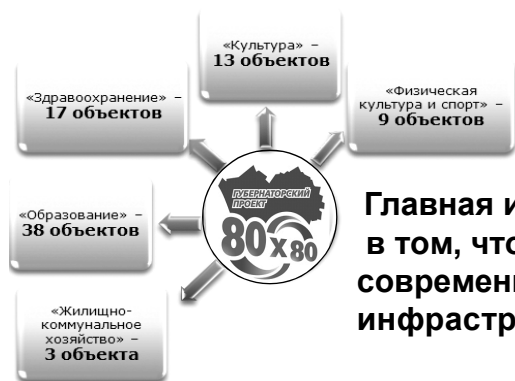 «Культура» –
13 объектов
«Здравоохранение» –
17 объектов
«Физическая
культура и спорт» –
9 объектов
ГУБЕРНАТОРСКИЙ
ПРОЕКТ
80х80
«Образование» –
38 объектов
«Жилищно-
коммунальное
хозяйство» –
3 объекта
Главная и
в том, что
современ
инфрастр